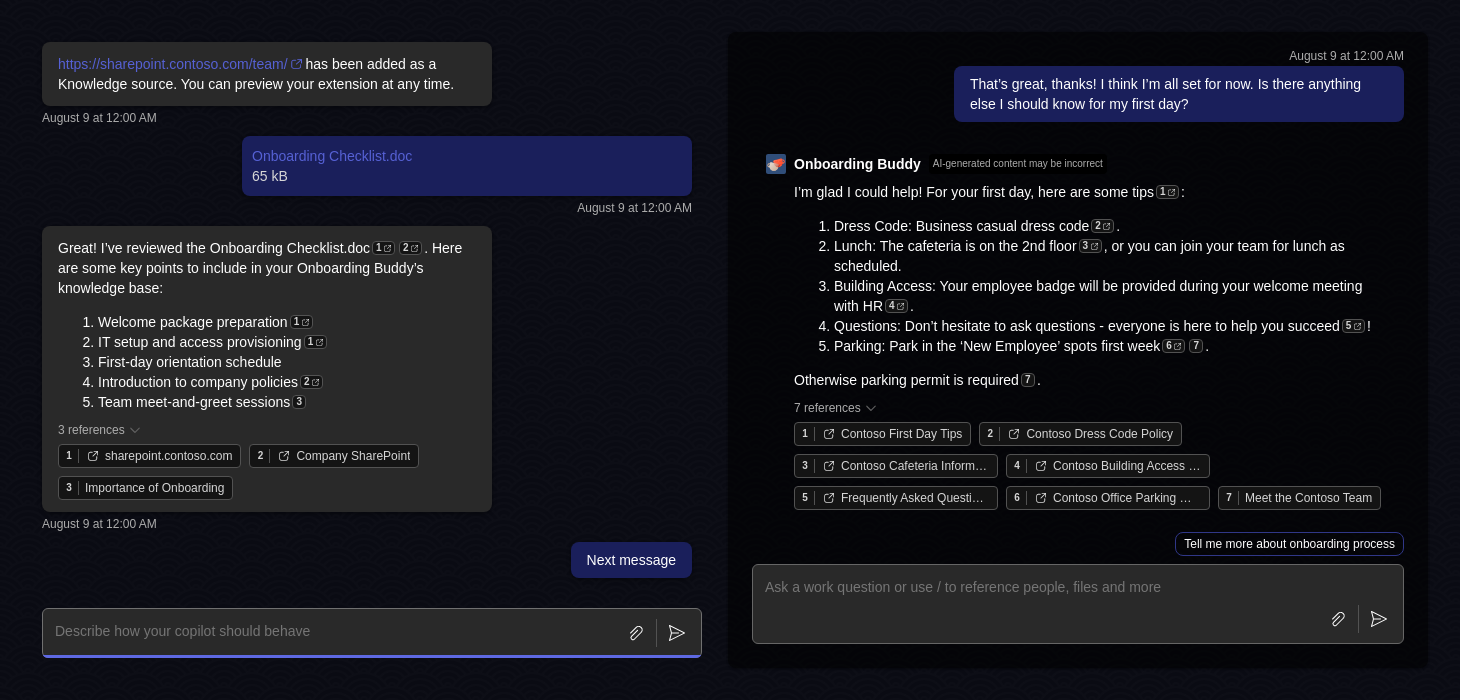 https://sharepoint.contoso.com/team/ has been added as a
Knowledge source. You can preview your extension at any time.
August 9 at 12:00 AM
Onboarding Checklist.doc
65 kB
August 9 at 12:00 AM
Great! I’ve reviewed the Onboarding Checklist.doc 1 2 . Here
are some key points to include in your Onboarding Buddy’s
knowledge base:
1. Welcome package preparation 1
2. IT setup and access provisioning 1
3. First-day orientation schedule
4. Introduction to company policies 2
5. Team meet-and-greet sessions 3
3 references
1 sharepoint.contoso.com 2 Company SharePoint
3 Importance of Onboarding
August 9 at 12:00 AM
Next message
Describe how your copilot should behave
August 9 at 12:00 AM
That’s great, thanks! I think I’m all set for now. Is there anything
else I should know for my first day?
Onboarding Buddy AI-generated content may be incorrect
I’m glad I could help! For your first day, here are some tips 1 :
1. Dress Code: Business casual dress code 2 .
2. Lunch: The cafeteria is on the 2nd floor 3 , or you can join your team for lunch as
scheduled.
3. Building Access: Your employee badge will be provided during your welcome meeting
with HR 4 .
4. Questions: Don’t hesitate to ask questions - everyone is here to help you succeed 5 !
5. Parking: Park in the ‘New Employee’ spots first week 6 7 .
Otherwise parking permit is required 7 .
7 references
1 Contoso First Day Tips 2 Contoso Dress Code Policy
3 Contoso Cafeteria Inform… 4 Contoso Building Access …
5 Frequently Asked Questi… 6 Contoso Office Parking … 7 Meet the Contoso Team
Tell me more about onboarding process
Ask a work question or use / to reference people, files and more